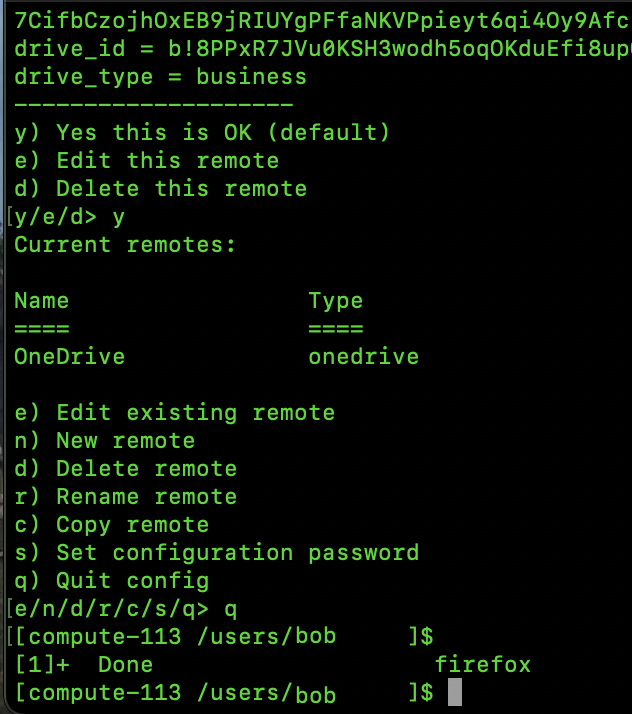 7CifbCzojhOxEB9jRIUYgPFfaNKVPpieyt6qi4Oy9Afc
drive_id = b!8PPxR7JVu0KSH3wodh5oqOKduEfi8up
drive_type = business
--------------------
y) Yes this is OK (default)
e) Edit this remote
d) Delete this remote
[y/e/d> y
Current remotes:
Name                 Type
====                 ====
OneDrive             onedrive
e) Edit existing remote
n) New remote
d) Delete remote
r) Rename remote
c) Copy remote
s) Set configuration password
q) Quit config
[e/n/d/r/c/s/q> q
[[compute-113 /users/bob     ]$
[1]+  Done                    firefox
[compute-113 /users/bob     ]$